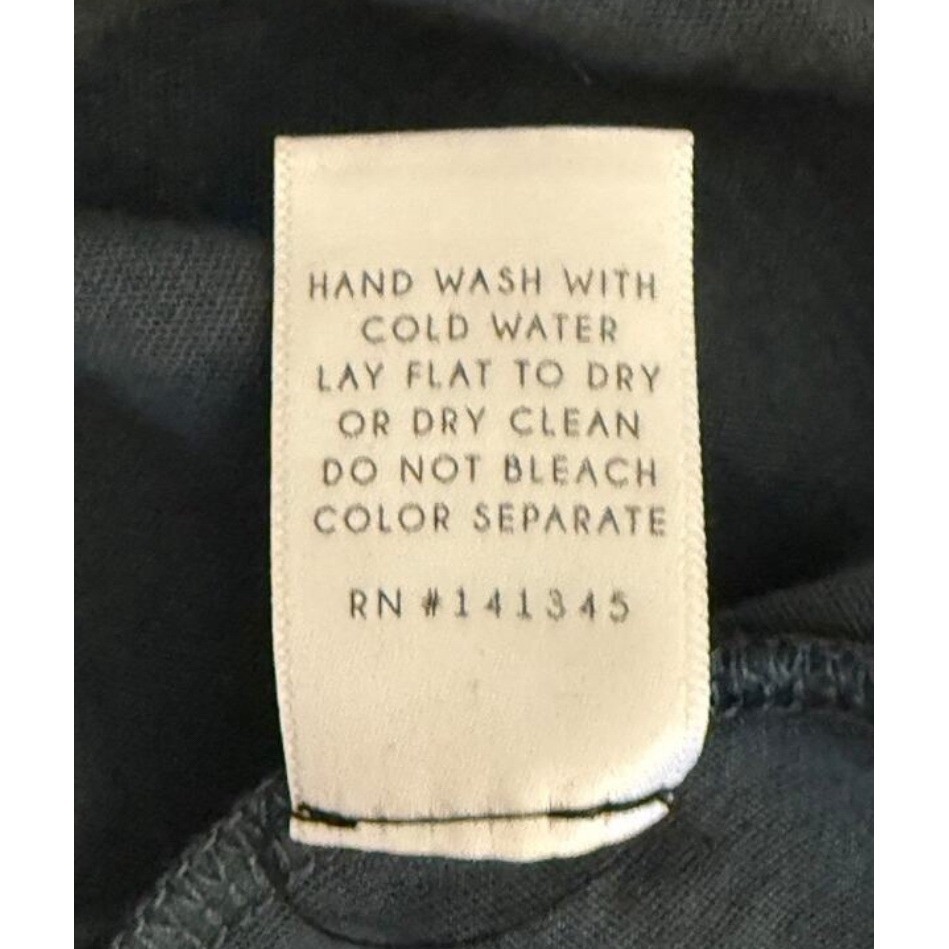 HAND WASH WITH
COLD WATER
LAY FLAT TO DRY
OR DRY CLEAN
DO NOT BLEACH
COLOR SEPARATE
RN #141345